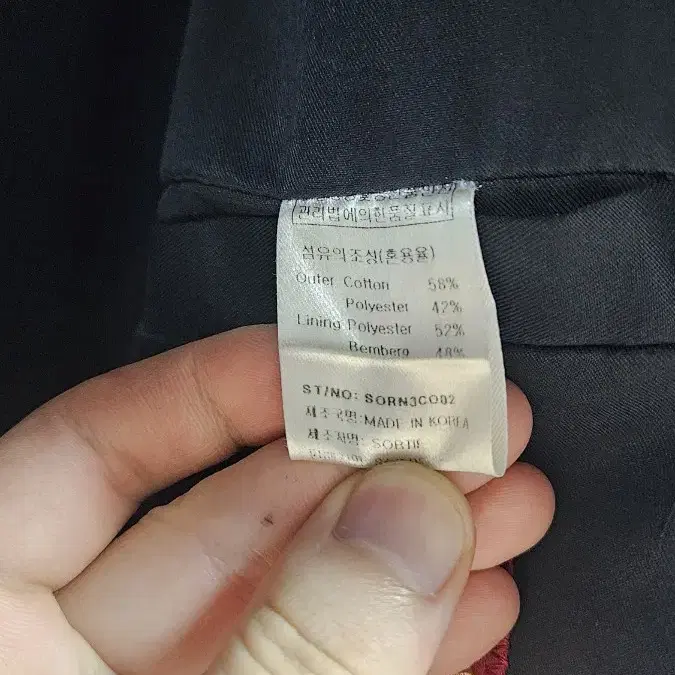 관리법에의한품질표시
섬유의조성(혼용율)
Outer Cotton 58%
Polyester 42%
Lining Polyester 52%
Bemberg 48%
ST/NO: SORN3CO02
제조국명:MADE IN KOREA
제조자명: SORTIE